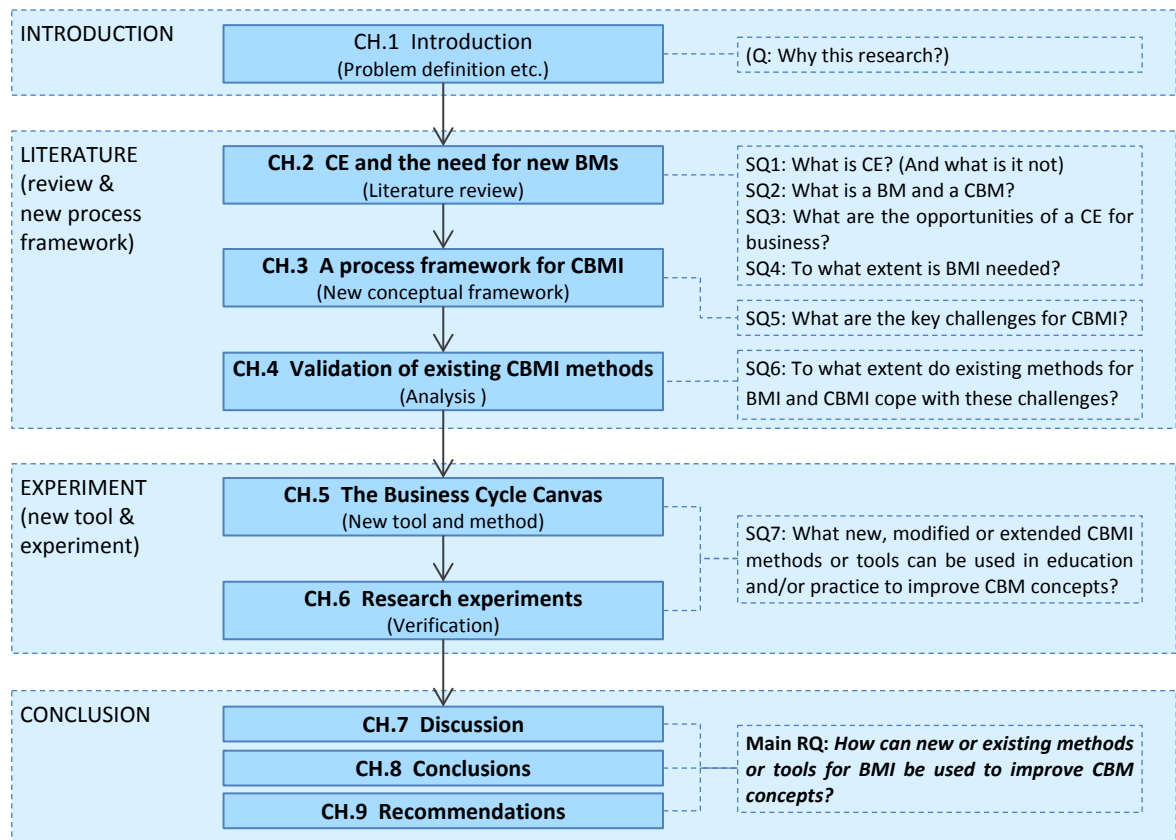 INTRODUCTION
CH.1 Introduction
(Problem definition etc.)
(Q: Why this research?)
LITERATURE
(review &
new process
framework)
CH.2 CE and the need for new BMs
(Literature review)
SQ1: What is CE? (And what is it not)
SQ2: What is a BM and a CBM?
SQ3: What are the opportunities of a CE for
business?
SQ4: To what extent is BMI needed?
CH.3 A process framework for CBMI
(New conceptual framework)
SQ5: What are the key challenges for CBMI?
CH.4 Validation of existing CBMI methods
(Analysis )
SQ6: To what extent do existing methods for
BMI and CBMI cope with these challenges?
EXPERIMENT
(new tool &
experiment)
CH.5 The Business Cycle Canvas
(New tool and method)
CH.6 Research experiments
(Verification)
SQ7: What new, modified or extended CBMI
methods or tools can be used in education
and/or practice to improve CBM concepts?
CONCLUSION
CH.7 Discussion
CH.8 Conclusions
CH.9 Recommendations
Main RQ: How can new or existing methods
or tools for BMI be used to improve CBM
concepts?